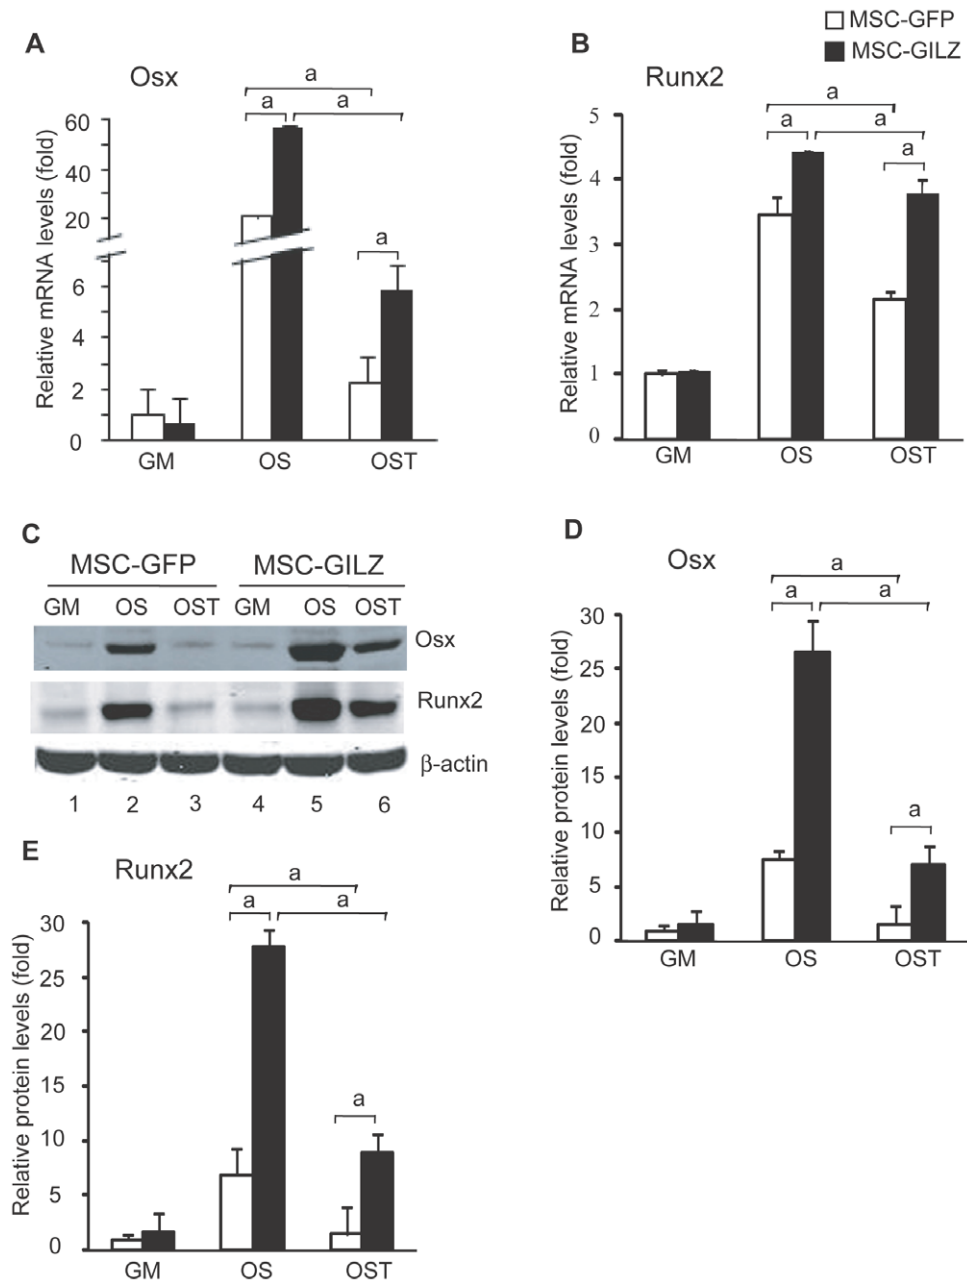 MSC-GFP
MSC-GILZ
A
Osx
a
a a
a
Relative mRNA levels (fold)
60
40
20
6
4
2
0
GM OS OST
B
Runx2
a
a a
a
Relative mRNA levels (fold)
5
4
3
2
1
0
GM OS OST
C
MSC-GFP MSC-GILZ
GM OS OST GM OS OST
Osx
Runx2
β-actin
1 2 3 4 5 6
D
Osx
a
a a
a
Relative protein levels (fold)
30
25
20
15
10
5
0
GM OS OST
E
Runx2
a
a a
a
Relative protein levels (fold)
30
25
20
15
10
5
0
GM OS OST